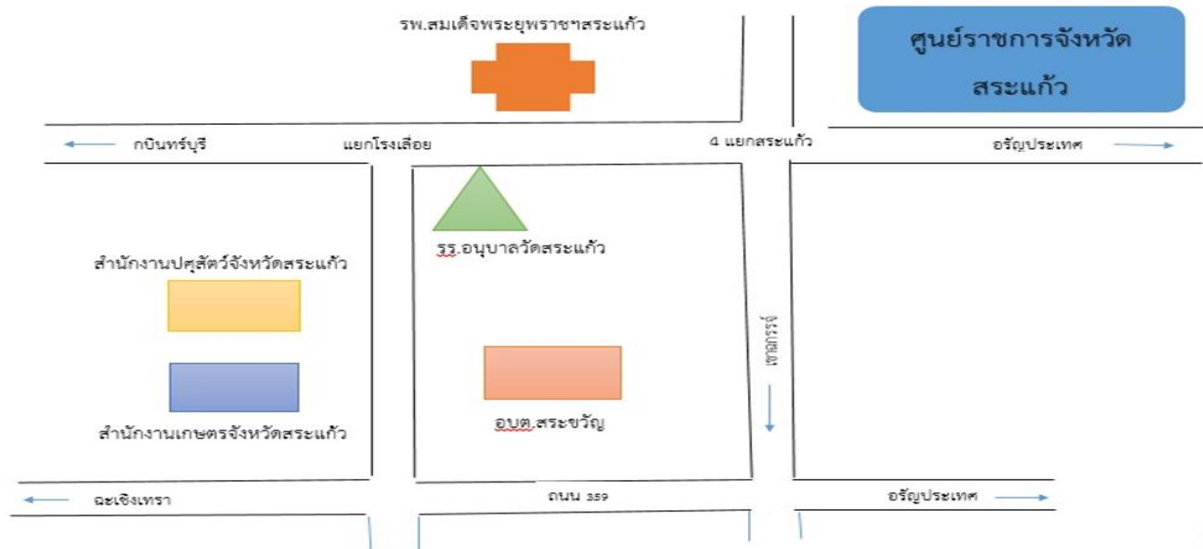 รพ.สมเด็จพระยุพราชฯสระแก้ว
ศูนย์ราชการจังหวัด
สระแก้ว
กบินทร์บุรี
แยกโรงเลื่อย
4 แยกสระแก้ว
อรัญประเทศ
รร.อนุบาลวัดสระแก้ว
สำนักงานปศุสัตว์จังหวัดสระแก้ว
เขาฉกรรจ์
สำนักงานเกษตรจังหวัดสระแก้ว
อบต.สระขวัญ
ฉะเชิงเทรา
ถนน 359
อรัญประเทศ